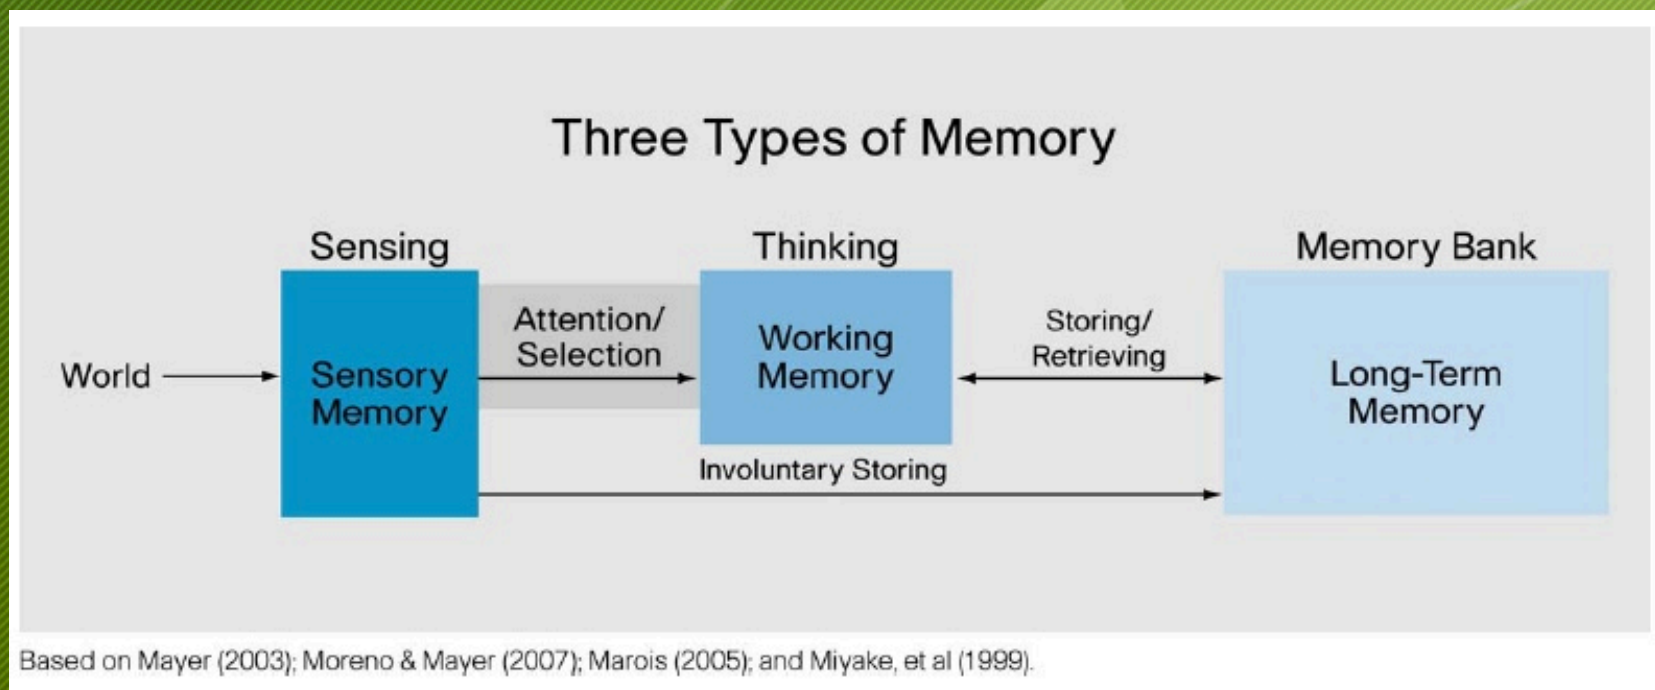 Three Types of Memory
Sensing
Thinking
Memory Bank
World
Sensory
Memory
Attention/
Selection
Working
Memory
Storing/
Retrieving
Long-Term
Memory
Involuntary Storing
Based on Mayer (2003); Moreno & Mayer (2007); Marois (2005); and Miyake, et al (1999).